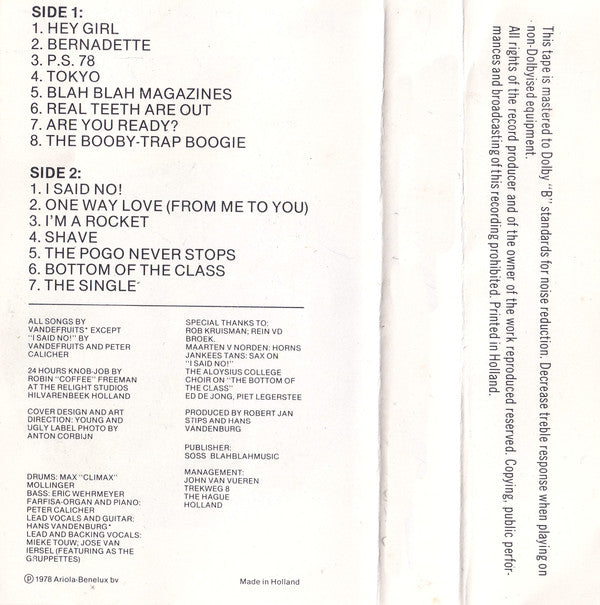 SIDE 1:
1. HEY GIRL
2. BERNADETTE
3. P.S. 78
4. TOKYO
5. BLAH BLAH MAGAZINES
6. REAL TEETH ARE OUT
7. ARE YOU READY?
8. THE BOOBY-TRAP BOOGIE
SIDE 2:
1. I SAID NO!
2. ONE WAY LOVE (FROM ME TO YOU)
3. I'M A ROCKET
4. SHAVE
5. THE POGO NEVER STOPS
6. BOTTOM OF THE CLASS
7. THE SINGLE
ALL SONGS BY
VANDEFRUITS* EXCEPT
"I SAID NO!" BY
VANDEFRUITS AND PETER
CALICHER
24 HOURS KNOB-JOB BY
ROBIN "COFFEE" FREEMAN
AT THE RELIGHT STUDIOS
HILVARENBEEK HOLLAND
COVER DESIGN AND ART
DIRECTION: YOUNG AND
UGLY LABEL PHOTO BY
ANTON CORBIJN
DRUMS: MAX "CLIMAX"
MOLLINGER
BASS: ERIC WEHRMEYER
FARFISA-ORGAN AND PIANO:
PETER CALICHER
LEAD VOCALS AND GUITAR:
HANS VANDENBURG*
LEAD AND BACKING VOCALS:
MIEKE TOUW; JOSE VAN
IERSEL (FEATURING AS THE
GRUPPETTES)
SPECIAL THANKS TO:
ROB KRUISMAN; REIN VD
BROEK.
MAARTEN V NORDEN: HORNS
JANKEES TANS: SAX ON
"I SAID NO!"
THE ALOYSIUS COLLEGE
CHOIR ON "THE BOTTOM OF
THE CLASS"
ED DE JONG, PIET LEGERSTEE
PRODUCED BY ROBERT JAN
STIPS AND HANS
VANDENBURG
PUBLISHER:
SOSS BLAHBLAHMUSIC
MANAGEMENT:
JOHN VAN VUEREN
TREKWEG 8
THE HAGUE
HOLLAND
℗ 1978 Ariola-Benelux bv
Made in Holland
This tape is mastered to Dolby "B" standards for noise reduction. Decrease treble response when playing on
non-Dolbyised equipment.
All rights of the record producer and of the owner of the work reproduced reserved. Copying, public perfor-
mances and broadcasting of this recording prohibited. Printed in Holland.